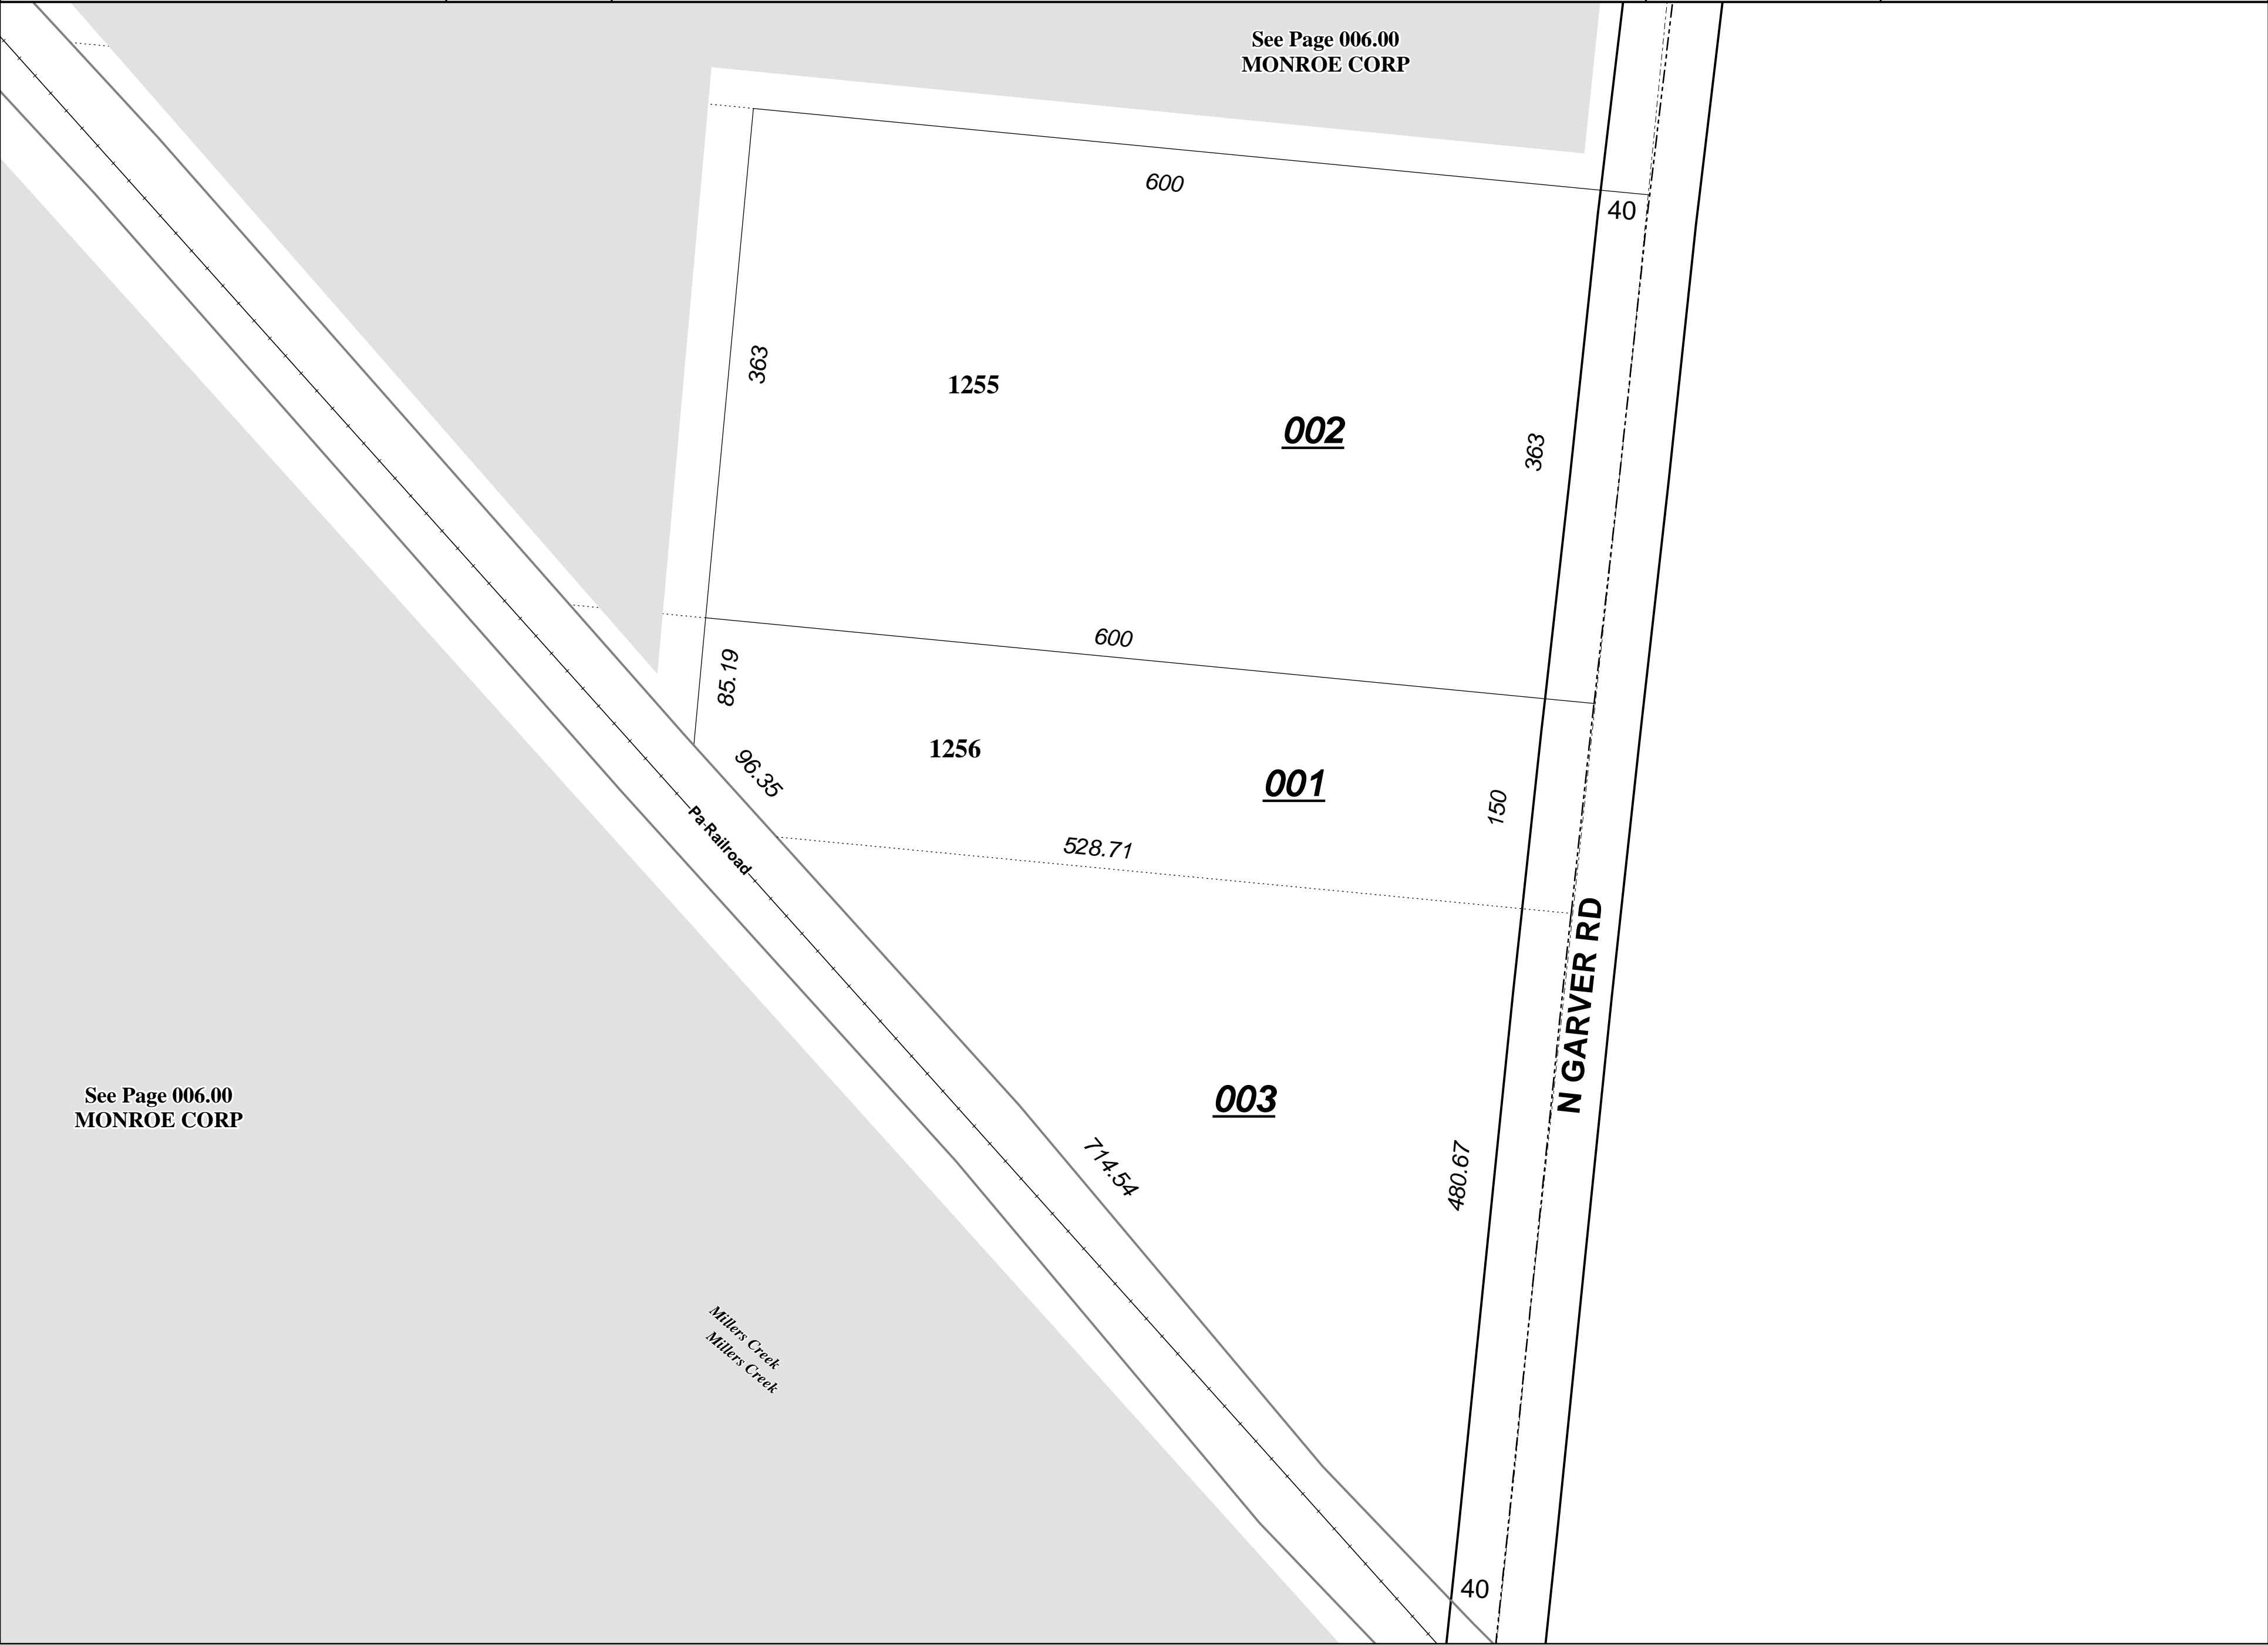 See Page 006.00
MONROE CORP
600
40
363
1255
002
363
600
85.19
1256
96.35
001
150
Pa-Railroad
528.71
N GARVER RD
See Page 006.00
MONROE CORP
003
714.54
480.67
Millers Creek
Millers Creek
40